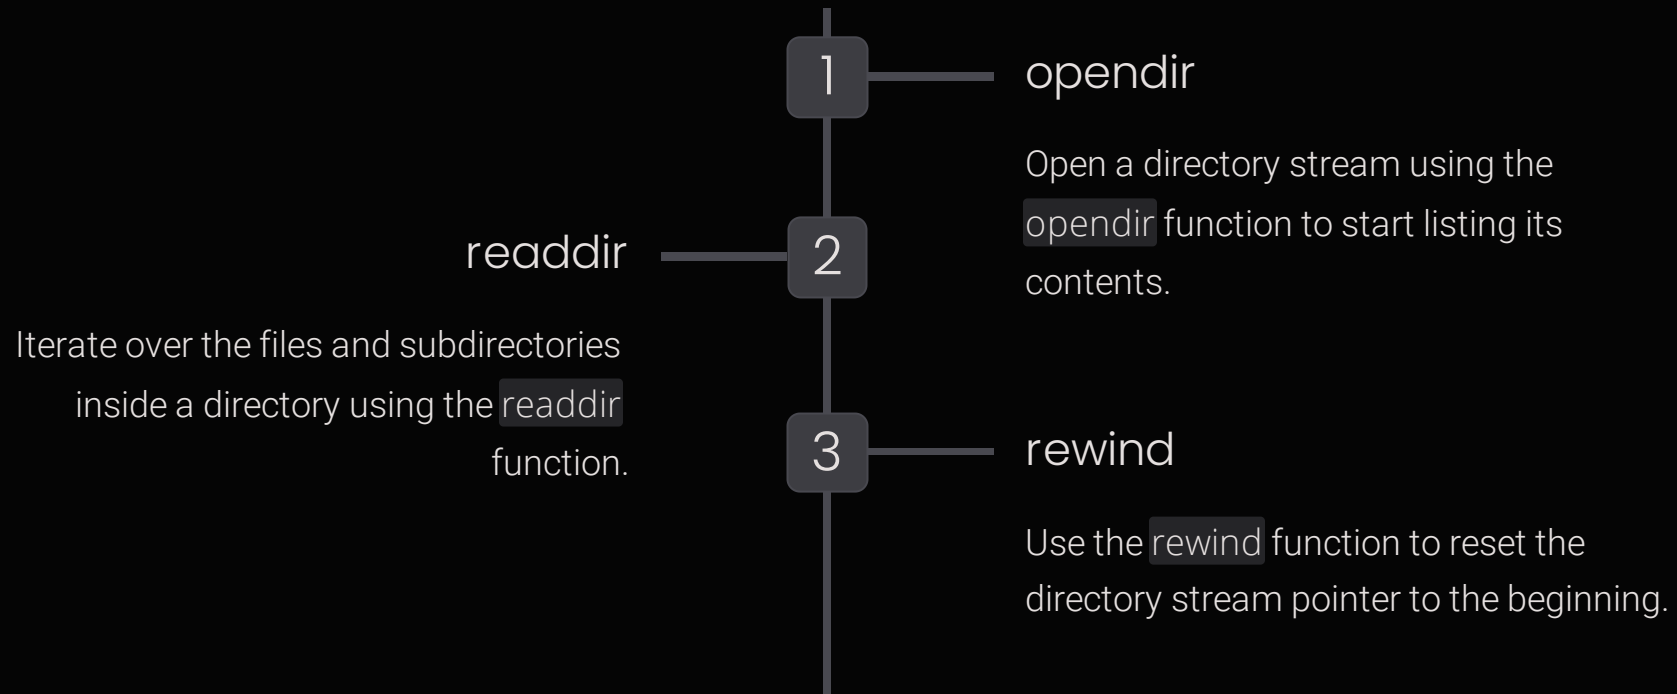 1
opendir
Open a directory stream using the
opendir function to start listing its
contents.
2
readdir
Iterate over the files and subdirectories
inside a directory using the readdir
function.
3
rewind
Use the rewind function to reset the
directory stream pointer to the beginning.